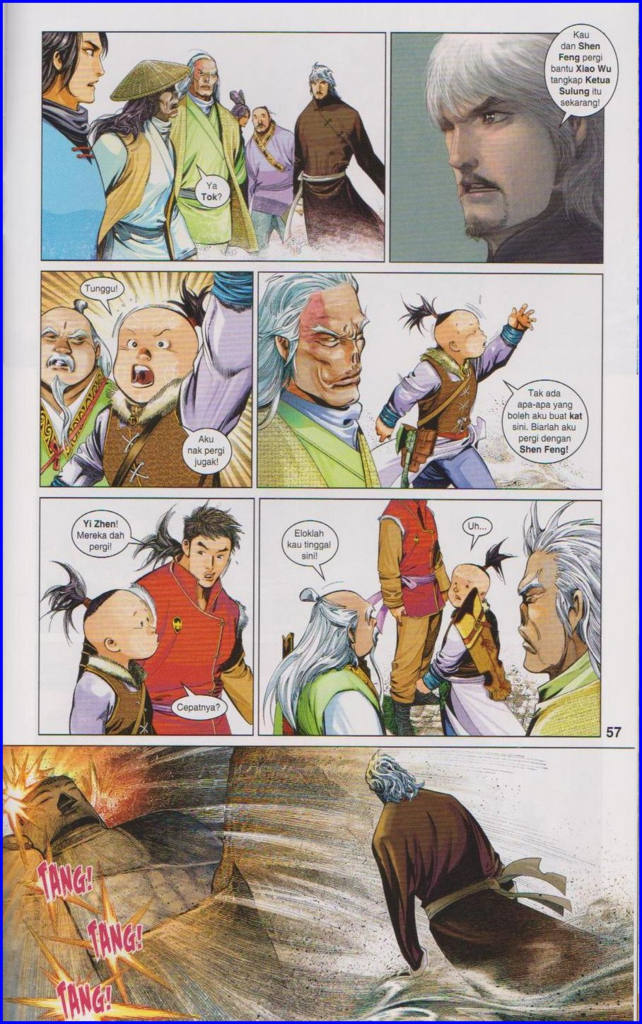 Ya
Tok?
Kau
dan Shen
Feng pergi
bantu Xiao Wu
tangkap Ketua
Sulung itu
sekarang!
Tunggu!
Aku
nak pergi
jugak!
Tak ada
apa-apa yang
boleh aku buat kat
sini. Biarlah aku
pergi dengan
Shen Feng!
Yi Zhen!
Mereka dah
pergi!
Cepatnya?
Eloklah
kau tinggal
sini!
Uh...
57
TANG!
TANG!
TANG!